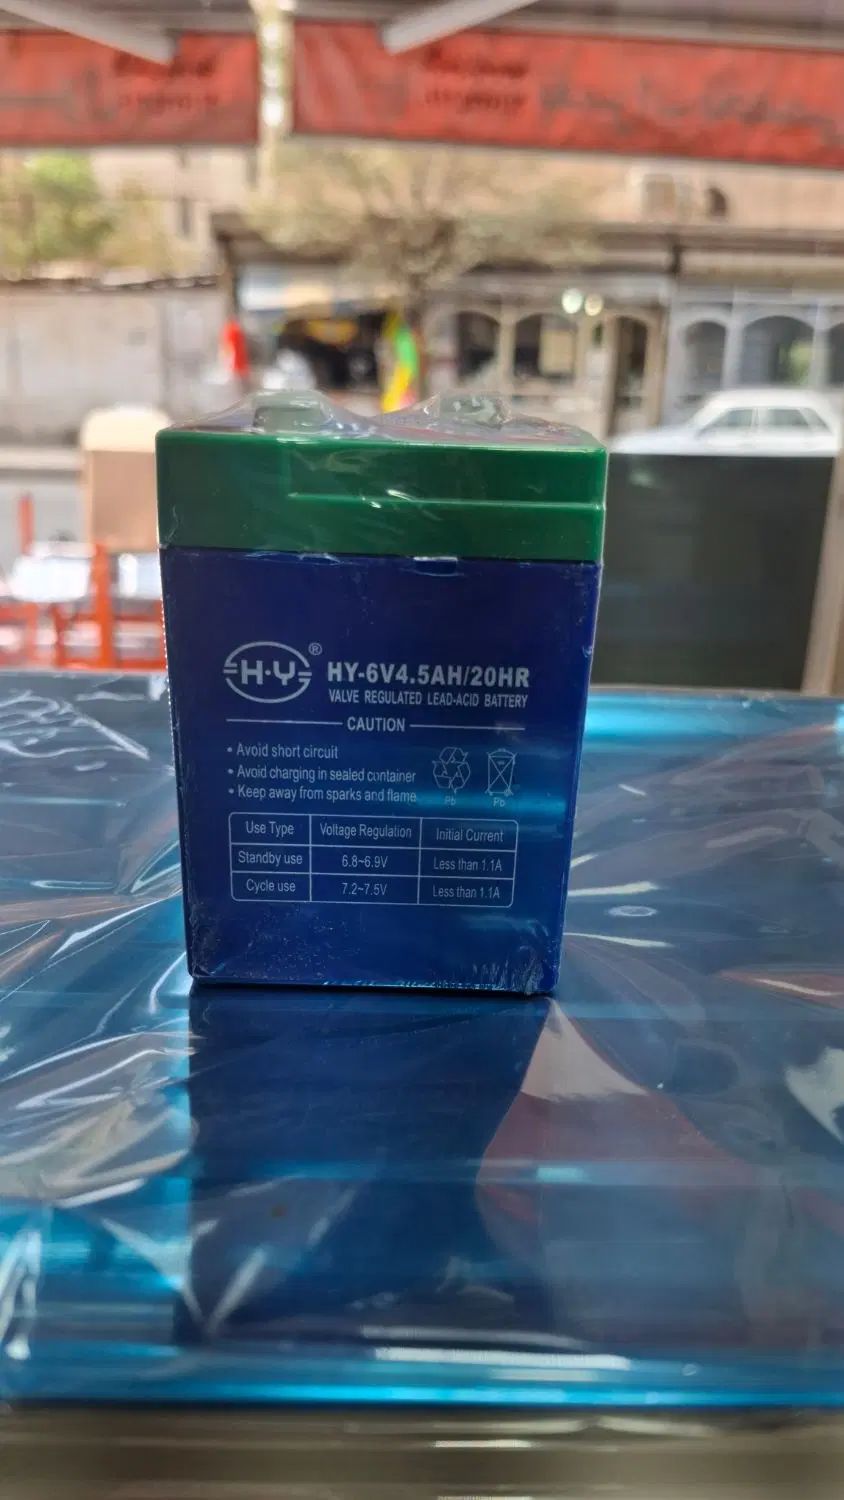 H·Y®
HY-6V4.5AH/20HR
VALVE REGULATED LEAD-ACID BATTERY
CAUTION
• Avoid short circuit
• Avoid charging in sealed container
• Keep away from sparks and flame
Pb Pb
Use Type Voltage Regulation Initial Current
Standby use 6.8~6.9V Less than 1.1A
Cycle use 7.2~7.5V Less than 1.1A